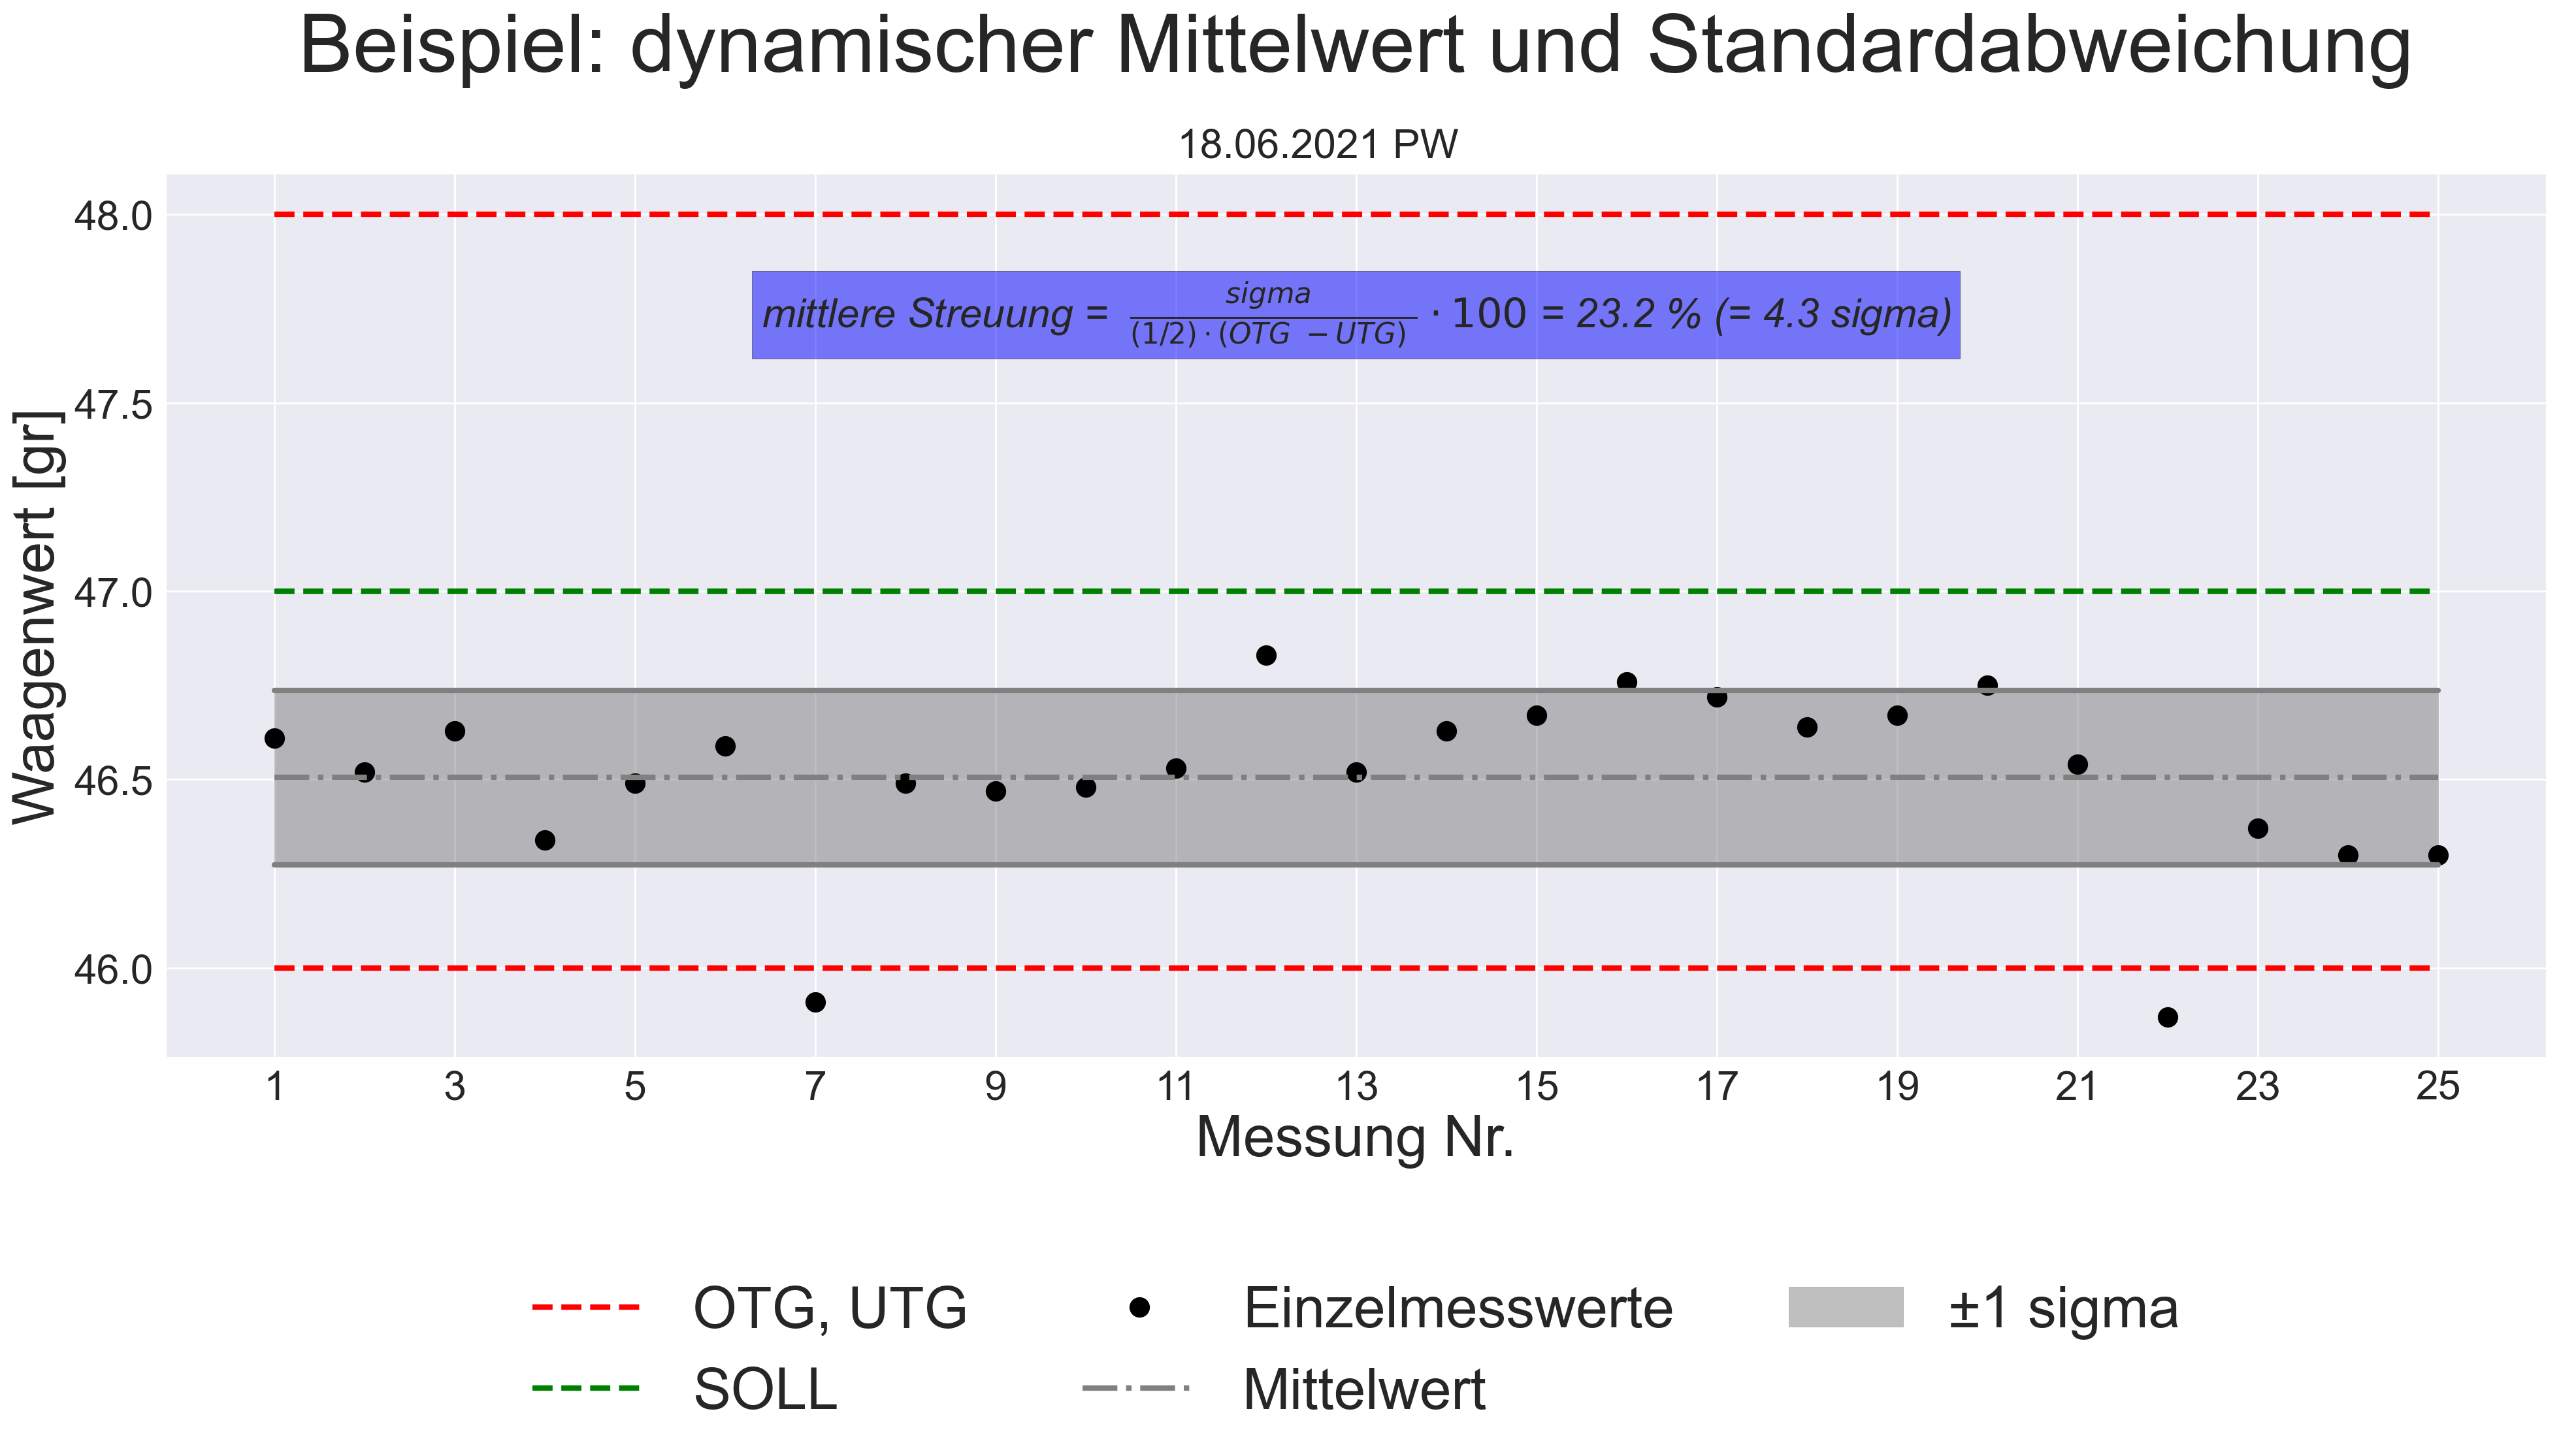 Beispiel: dynamischer Mittelwert und Standardabweichung
18.06.2021 PW
mittlere Streuung = sigma / ((1/2)·(OTG −UTG)) · 100 = 23.2 % (= 4.3 sigma)
Waagenwert [gr]
48.0
47.5
47.0
46.5
46.0
1 3 5 7 9 11 13 15 17 19 21 23 25
Messung Nr.
OTG, UTG Einzelmesswerte ±1 sigma
SOLL Mittelwert